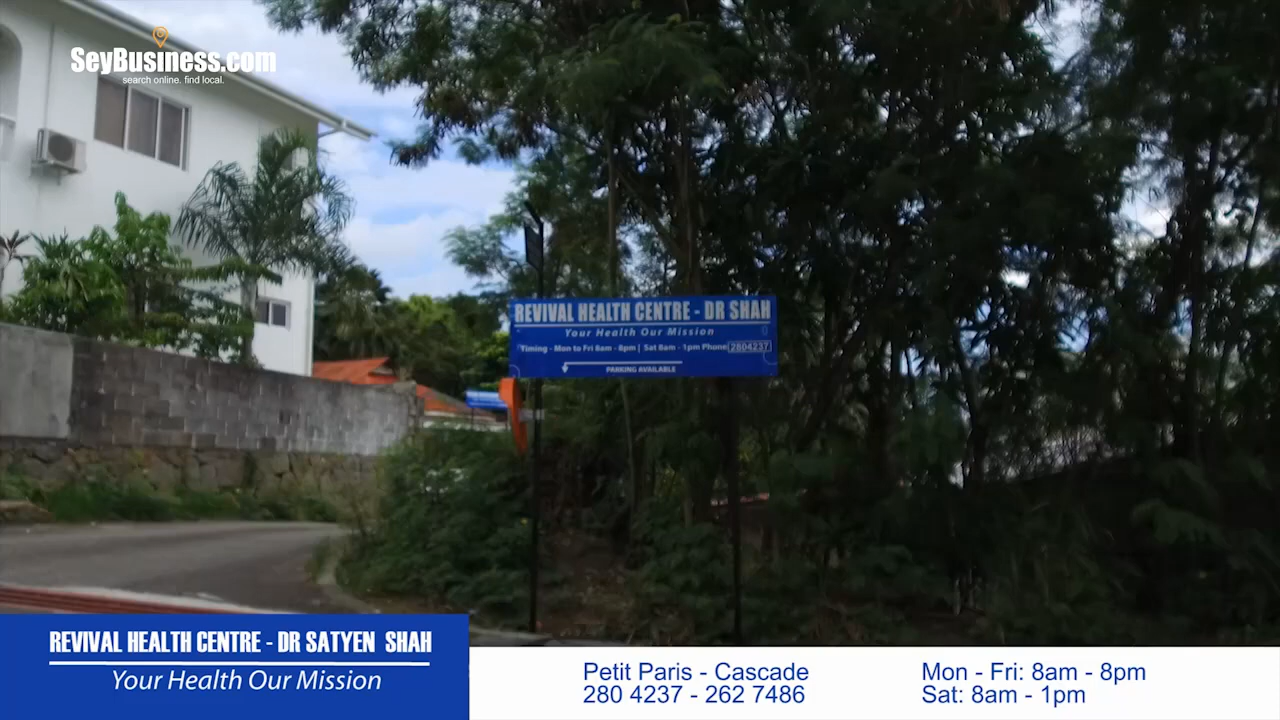 SeyBusiness.com
search online. find local.
REVIVAL HEALTH CENTRE - DR SHAH
Your Health Our Mission
Timing - Mon to Fri 8am - 8pm | Sat 8am - 1pm Phone 2804237
PARKING AVAILABLE
REVIVAL HEALTH CENTRE - DR SATYEN SHAH
Your Health Our Mission
Petit Paris - Cascade
280 4237 - 262 7486
Mon - Fri: 8am - 8pm
Sat: 8am - 1pm